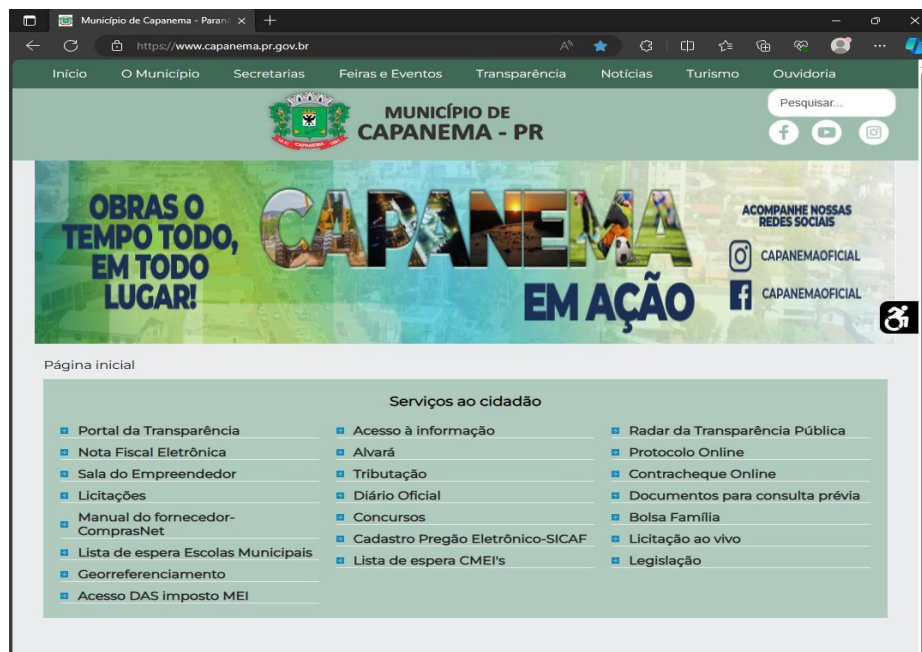 Município de Capanema - Paraná
https://www.capanema.pr.gov.br
Início O Município Secretarias Feiras e Eventos Transparência Notícias Turismo Ouvidoria
MUNICÍPIO DE
CAPANEMA - PR
Pesquisar...
CAPANEMA
OBRAS O
TEMPO TODO,
EM TODO
LUGAR!
CAPANEMA
EM AÇÃO
ACOMPANHE NOSSAS
REDES SOCIAIS
CAPANEMAOFICIAL
CAPANEMAOFICIAL
Página inicial
Serviços ao cidadão
Portal da Transparência
Nota Fiscal Eletrônica
Sala do Empreendedor
Licitações
Manual do fornecedor-
ComprasNet
Lista de espera Escolas Municipais
Georreferenciamento
Acesso DAS imposto MEI
Acesso à informação
Alvará
Tributação
Diário Oficial
Concursos
Cadastro Pregão Eletrônico-SICAF
Lista de espera CMEI's
Radar da Transparência Pública
Protocolo Online
Contracheque Online
Documentos para consulta prévia
Bolsa Família
Licitação ao vivo
Legislação